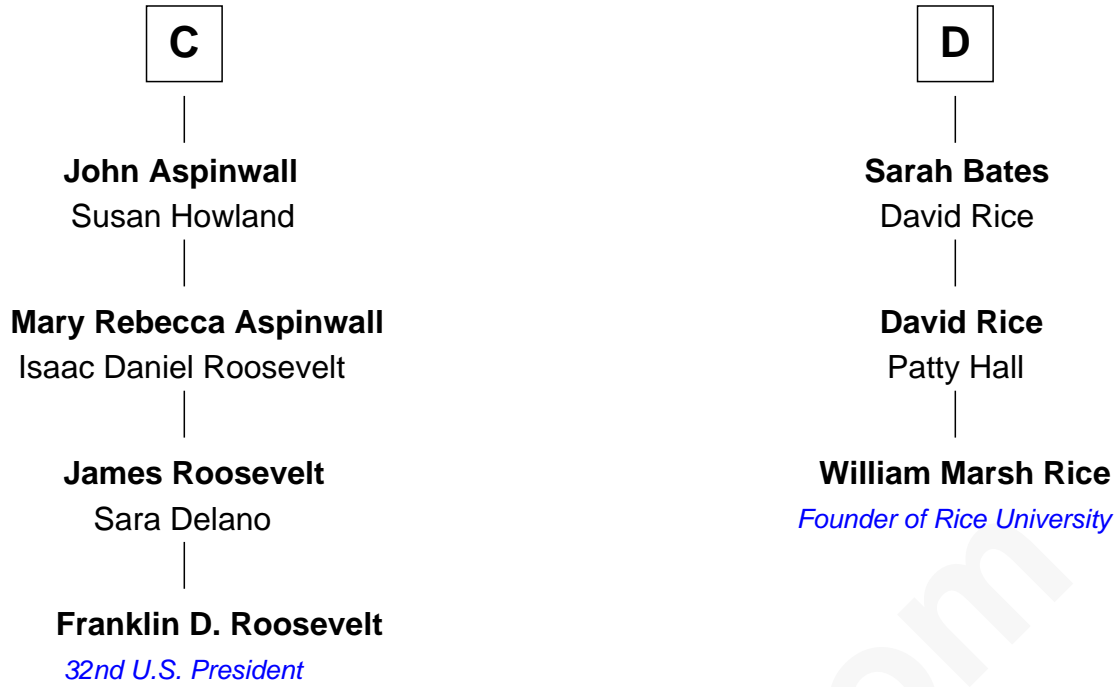 C
John Aspinwall
Susan Howland
Mary Rebecca Aspinwall
Isaac Daniel Roosevelt
James Roosevelt
Sara Delano
Franklin D. Roosevelt
32nd U.S. President
D
Sarah Bates
David Rice
David Rice
Patty Hall
William Marsh Rice
Founder of Rice University
om